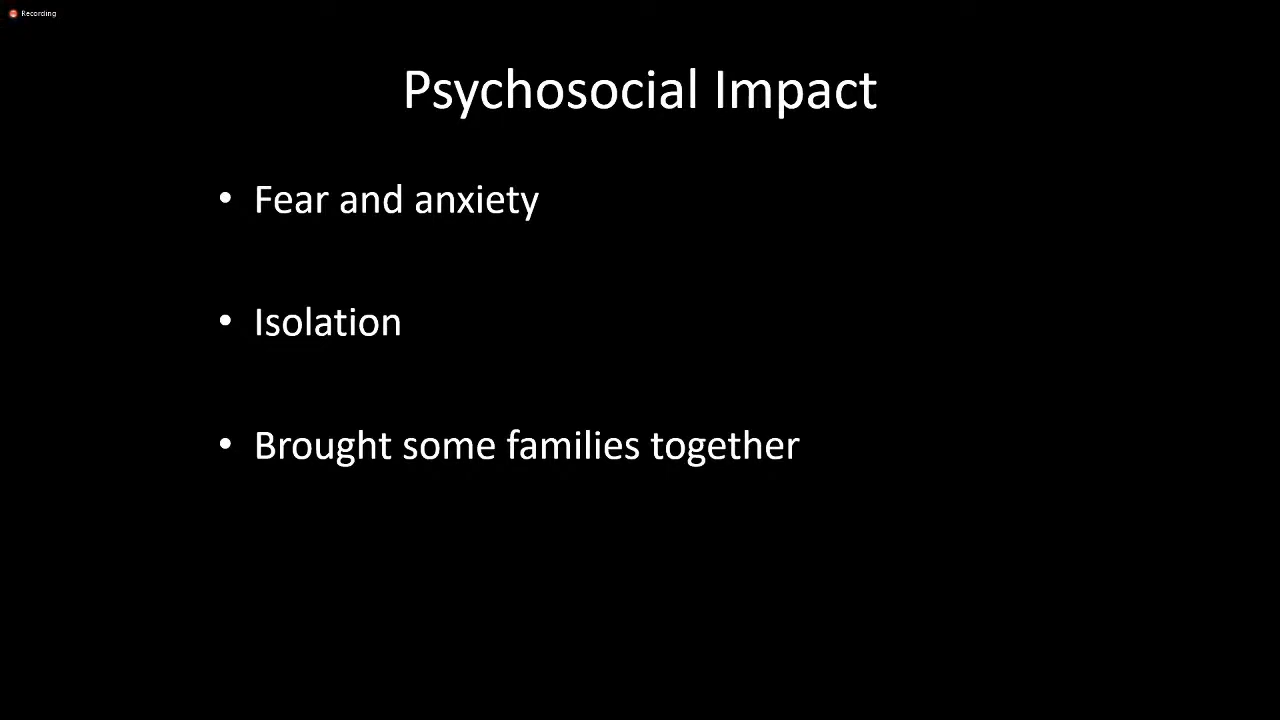 Recording
Psychosocial Impact
• Fear and anxiety
• Isolation
• Brought some families together